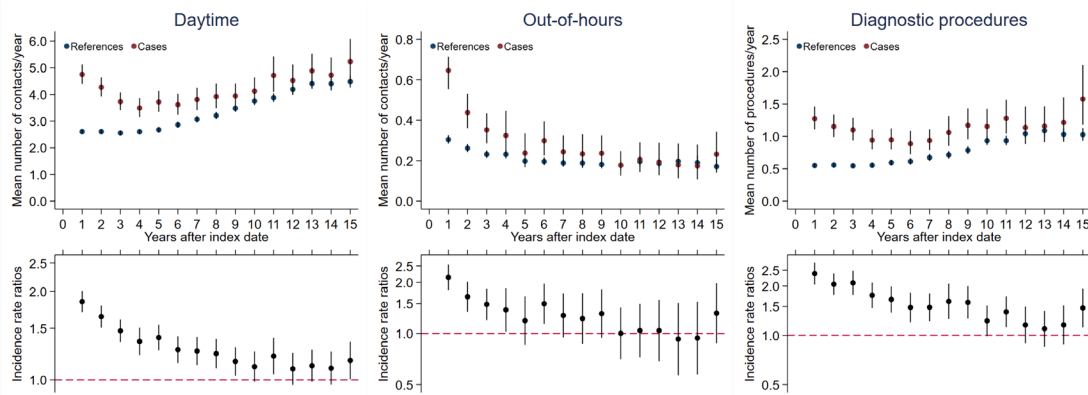 Daytime
References Cases
Mean number of contacts/year
6.0
5.0
4.0
3.0
2.0
1.0
0.0
0 1 2 3 4 5 6 7 8 9 10 11 12 13 14 15
Years after index date
Incidence rate ratios
2.5
2.0
1.5
1.0
Out-of-hours
References Cases
Mean number of contacts/year
0.8
0.6
0.4
0.2
0.0
0 1 2 3 4 5 6 7 8 9 10 11 12 13 14 15
Years after index date
Incidence rate ratios
2.5
2.0
1.5
1.0
0.5
Diagnostic procedures
References Cases
Mean number of procedures/year
2.5
2.0
1.5
1.0
0.5
0.0
0 1 2 3 4 5 6 7 8 9 10 11 12 13 14 15
Years after index date
Incidence rate ratios
2.5
2.0
1.5
1.0
0.5